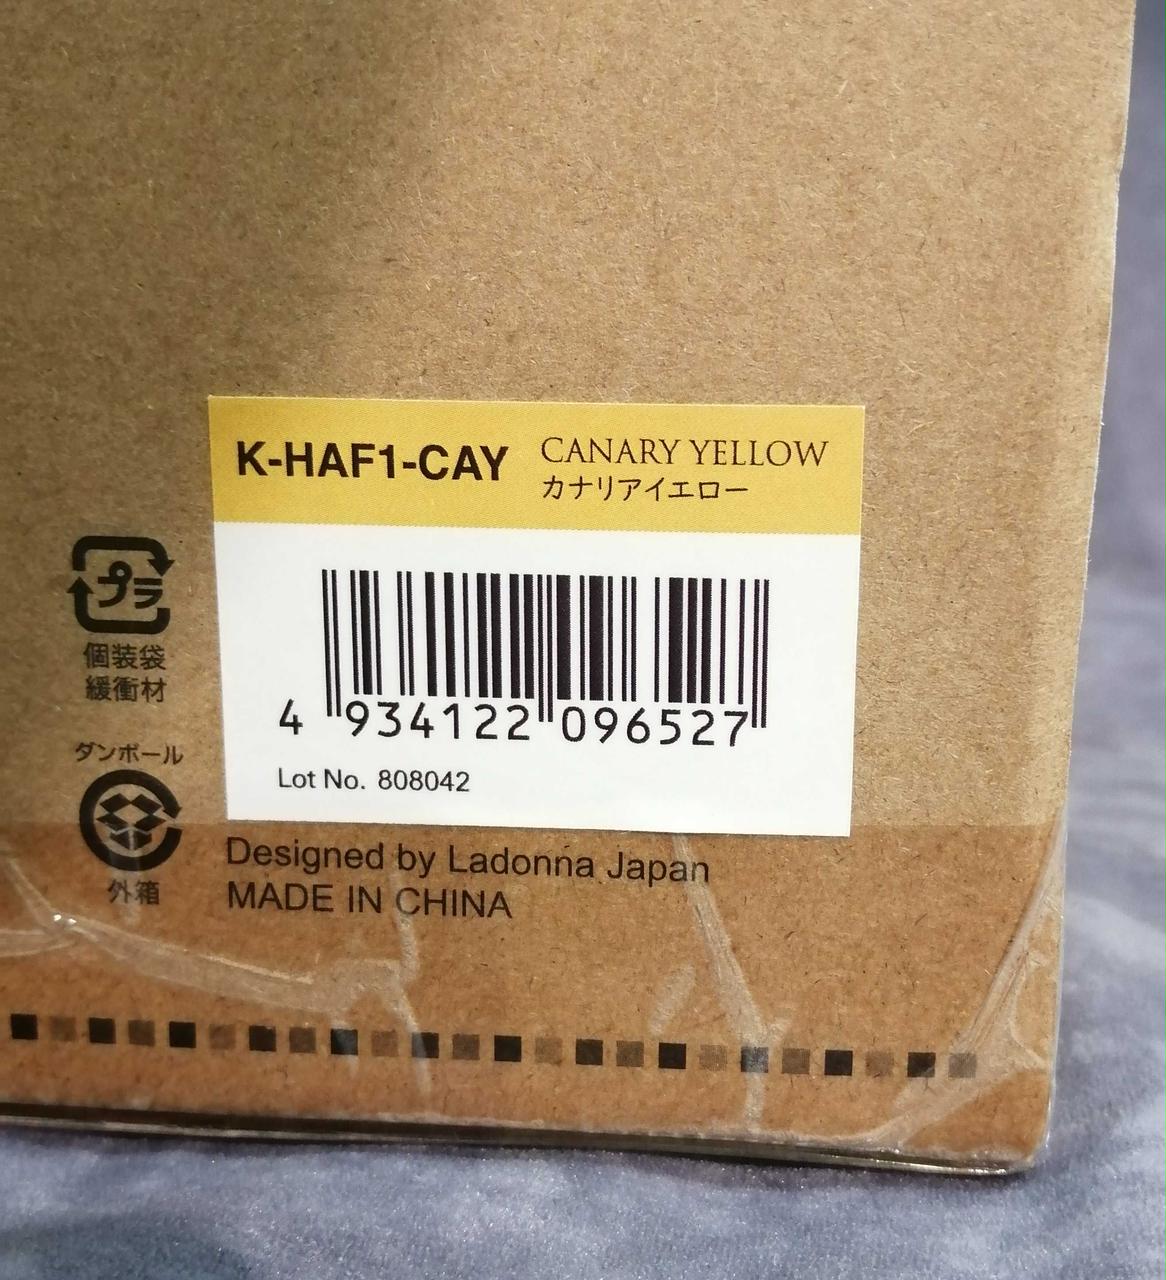 K-HAF1-CAY
CANARY YELLOW
カナリアイエロー
プラ
個装袋
緩衝材
4 934122 096527
Lot No. 808042
ダンボール
外箱
Designed by Ladonna Japan
MADE IN CHINA